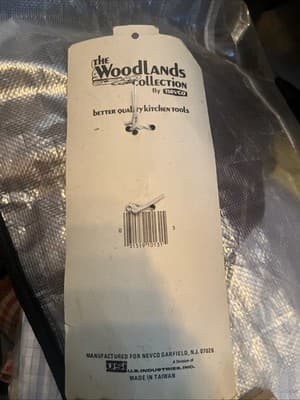 THE
WOODLANDS
COLLECTION
By NEVCO
BETTER QUALITY KITCHEN TOOLS
MANUFACTURED FOR NEVCO GARFIELD, N.J. 07026
A Division of
USI U.S. INDUSTRIES, INC.
MADE IN TAIWAN